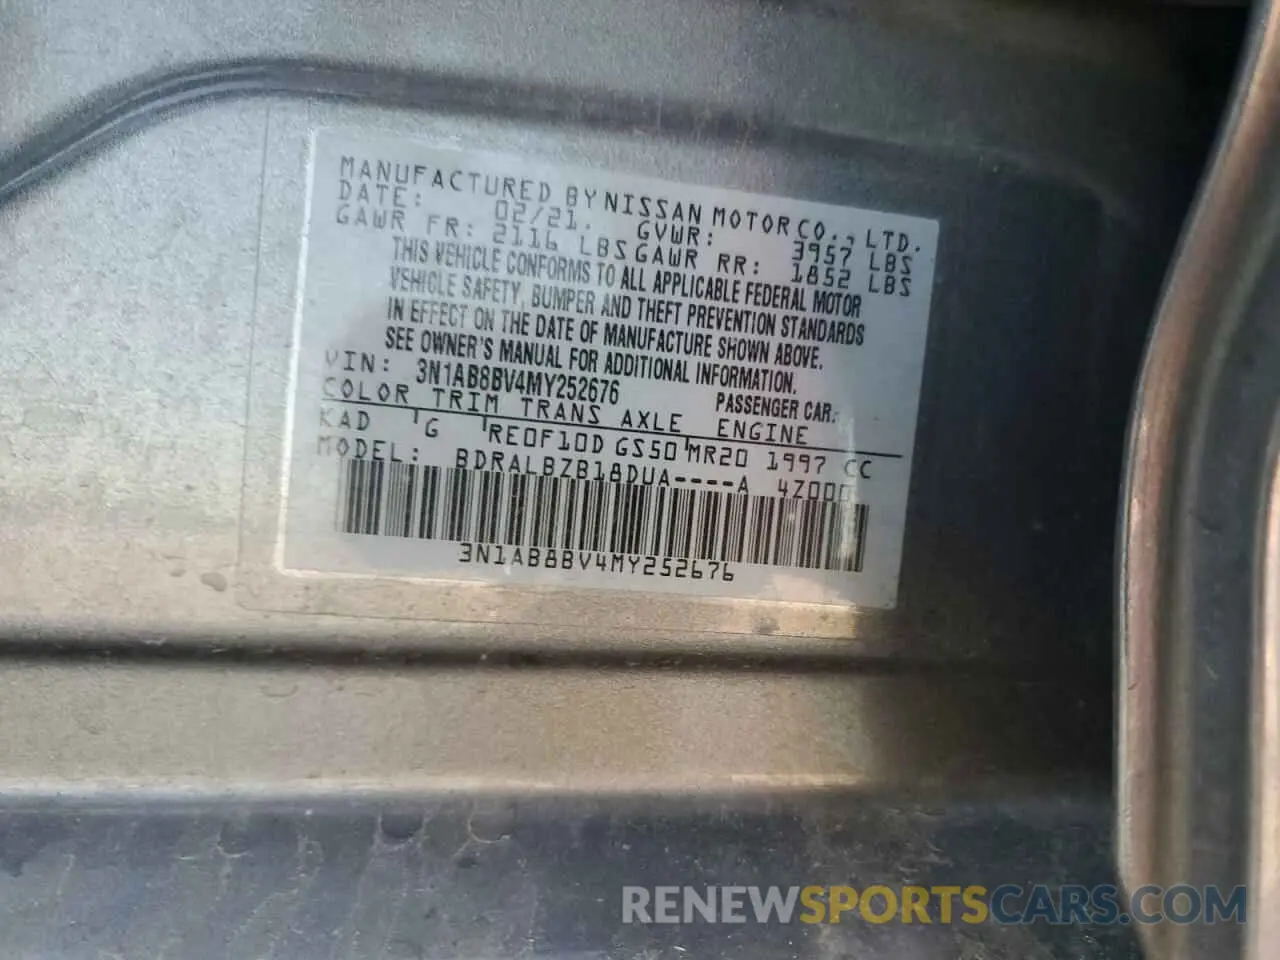 MANUFACTURED BY NISSAN MOTOR CO., LTD.
DATE: 02/21. GVWR: 3957 LBS
GAWR FR: 2116 LBS GAWR RR: 1852 LBS
THIS VEHICLE CONFORMS TO ALL APPLICABLE FEDERAL MOTOR
VEHICLE SAFETY, BUMPER AND THEFT PREVENTION STANDARDS
IN EFFECT ON THE DATE OF MANUFACTURE SHOWN ABOVE.
SEE OWNER'S MANUAL FOR ADDITIONAL INFORMATION.
VIN: 3N1AB8BV4MY252676 PASSENGER CAR.
COLOR TRIM TRANS AXLE ENGINE
KAD G RE0F10D GS50 MR20 1997 CC
MODEL: BDRALBZB18DUA----A 4Z000
3N1AB8BV4MY252676
RENEWSPORTSCARS.COM